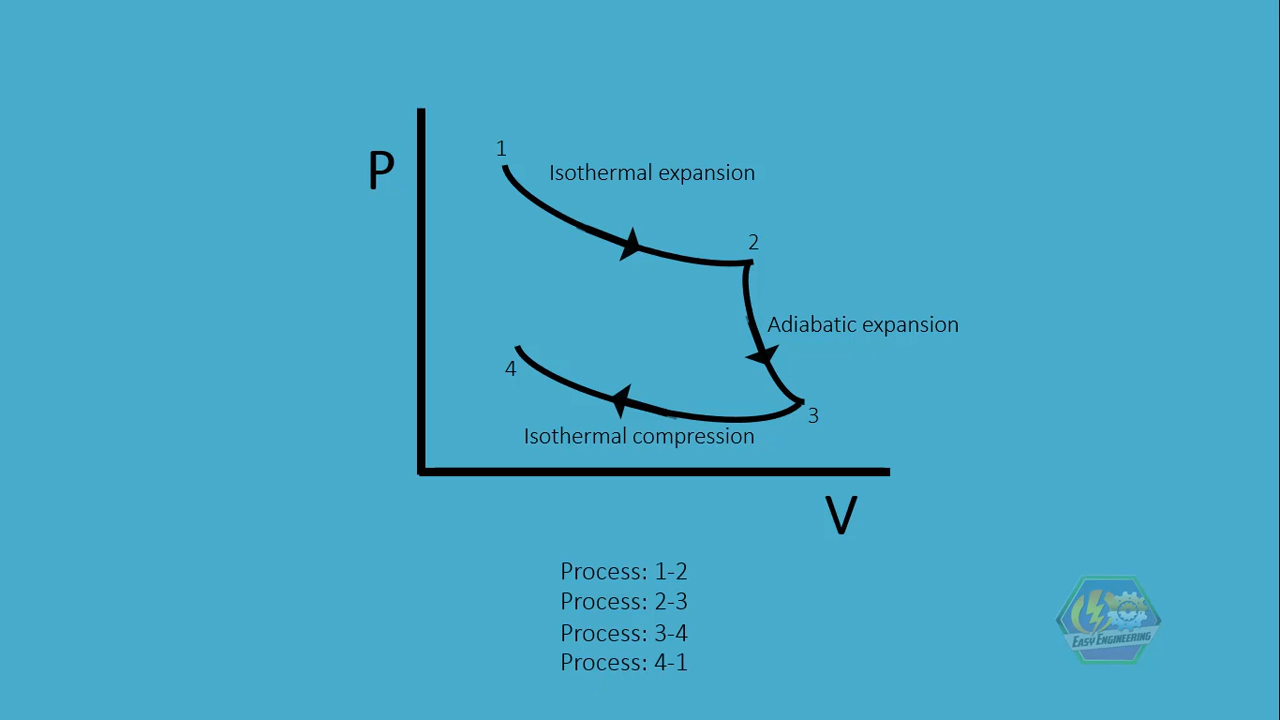 1
Isothermal expansion
P
2
Adiabatic expansion
4
3
Isothermal compression
V
Process: 1-2
Process: 2-3
Process: 3-4
Process: 4-1
EASY ENGINEERING